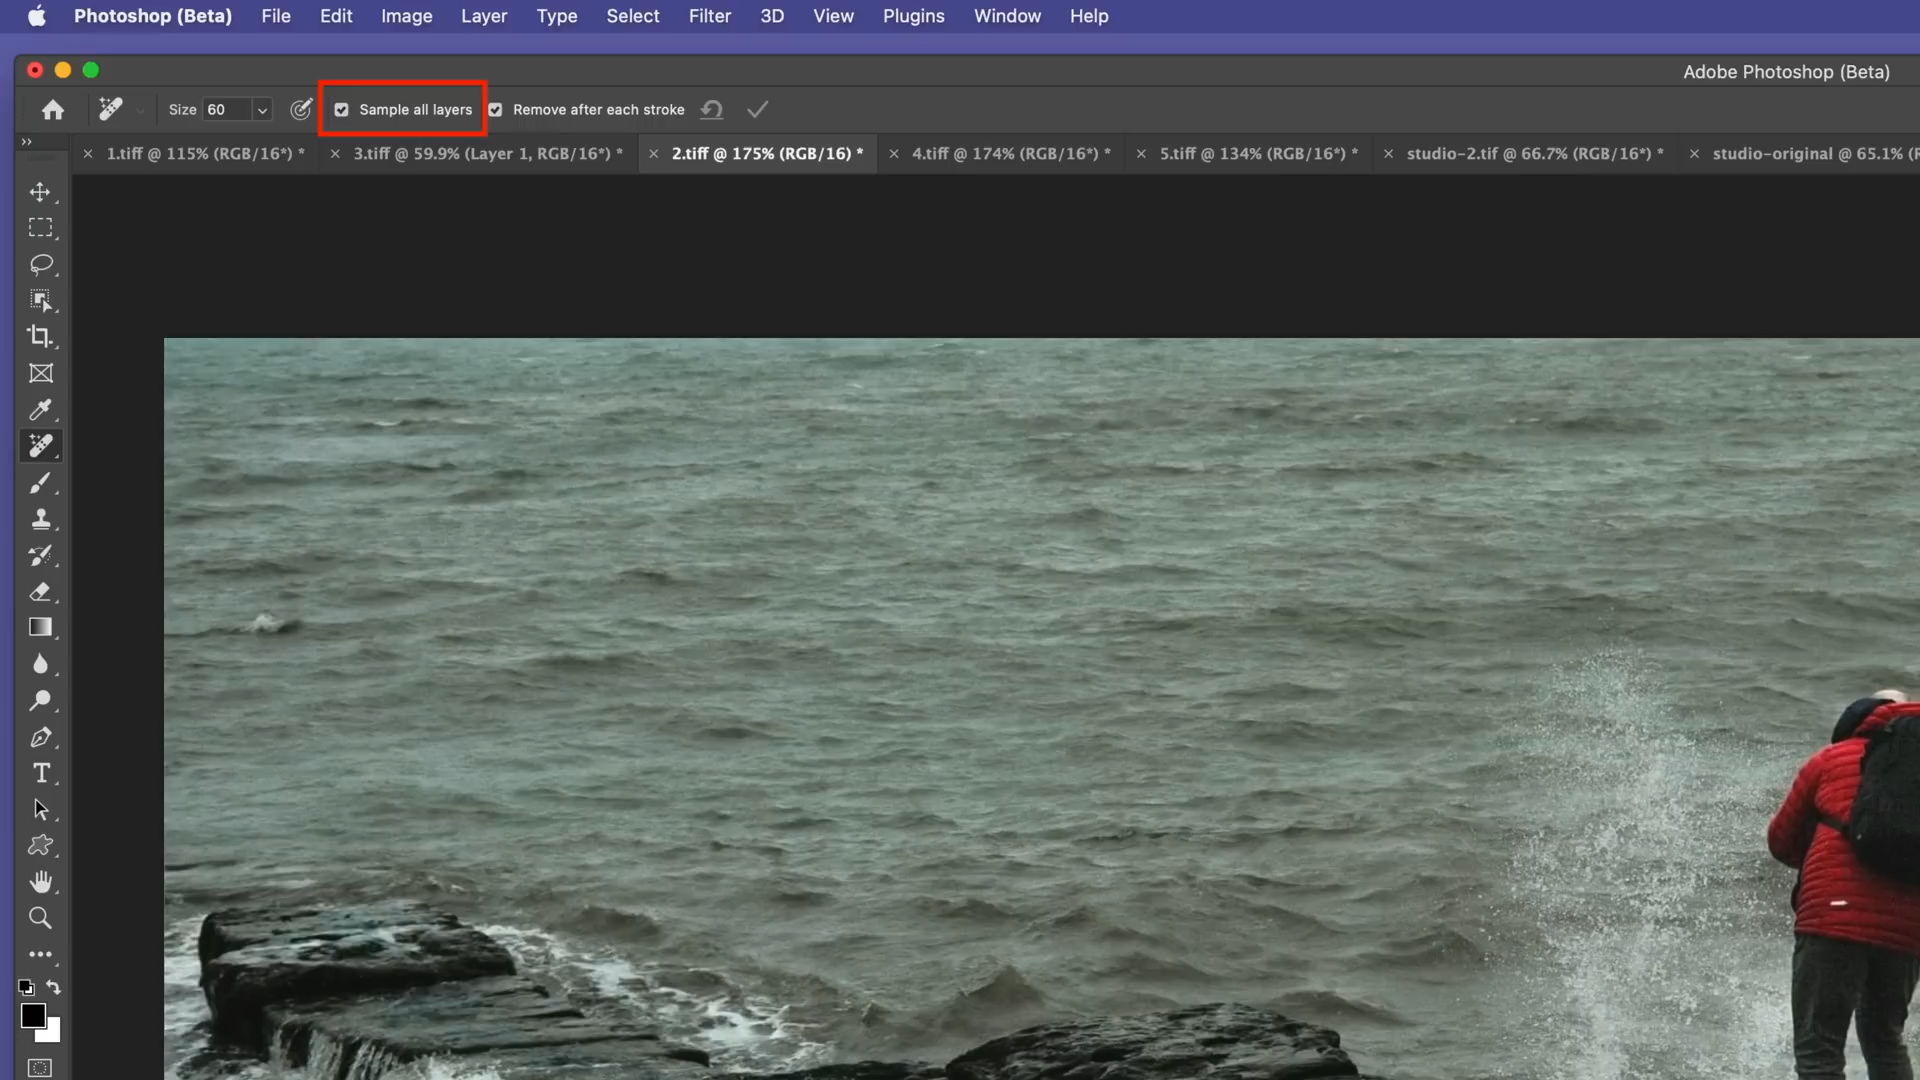 Photoshop (Beta) File Edit Image Layer Type Select Filter 3D View Plugins Window Help
Adobe Photoshop (Beta)
Size 60 Sample all layers Remove after each stroke
1.tiff @ 115% (RGB/16*) * 3.tiff @ 59.9% (Layer 1, RGB/16*) * 2.tiff @ 175% (RGB/16) * 4.tiff @ 174% (RGB/16*) * 5.tiff @ 134% (RGB/16*) * studio-2.tif @ 66.7% (RGB/16*) * studio-original @ 65.1%